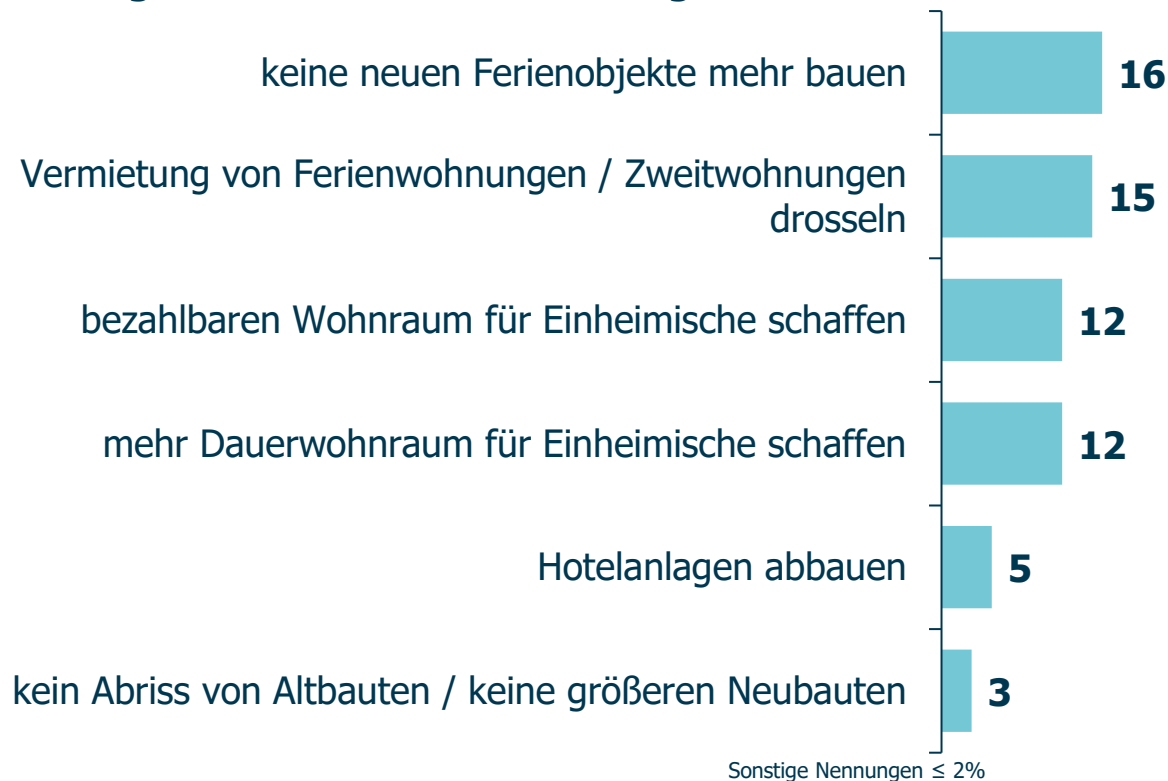 keine neuen Ferienobjekte mehr bauen 16
Vermietung von Ferienwohnungen / Zweitwohnungen
drosseln 15
bezahlbaren Wohnraum für Einheimische schaffen 12
mehr Dauerwohnraum für Einheimische schaffen 12
Hotelanlagen abbauen 5
kein Abriss von Altbauten / keine größeren Neubauten 3
Sonstige Nennungen ≤ 2%